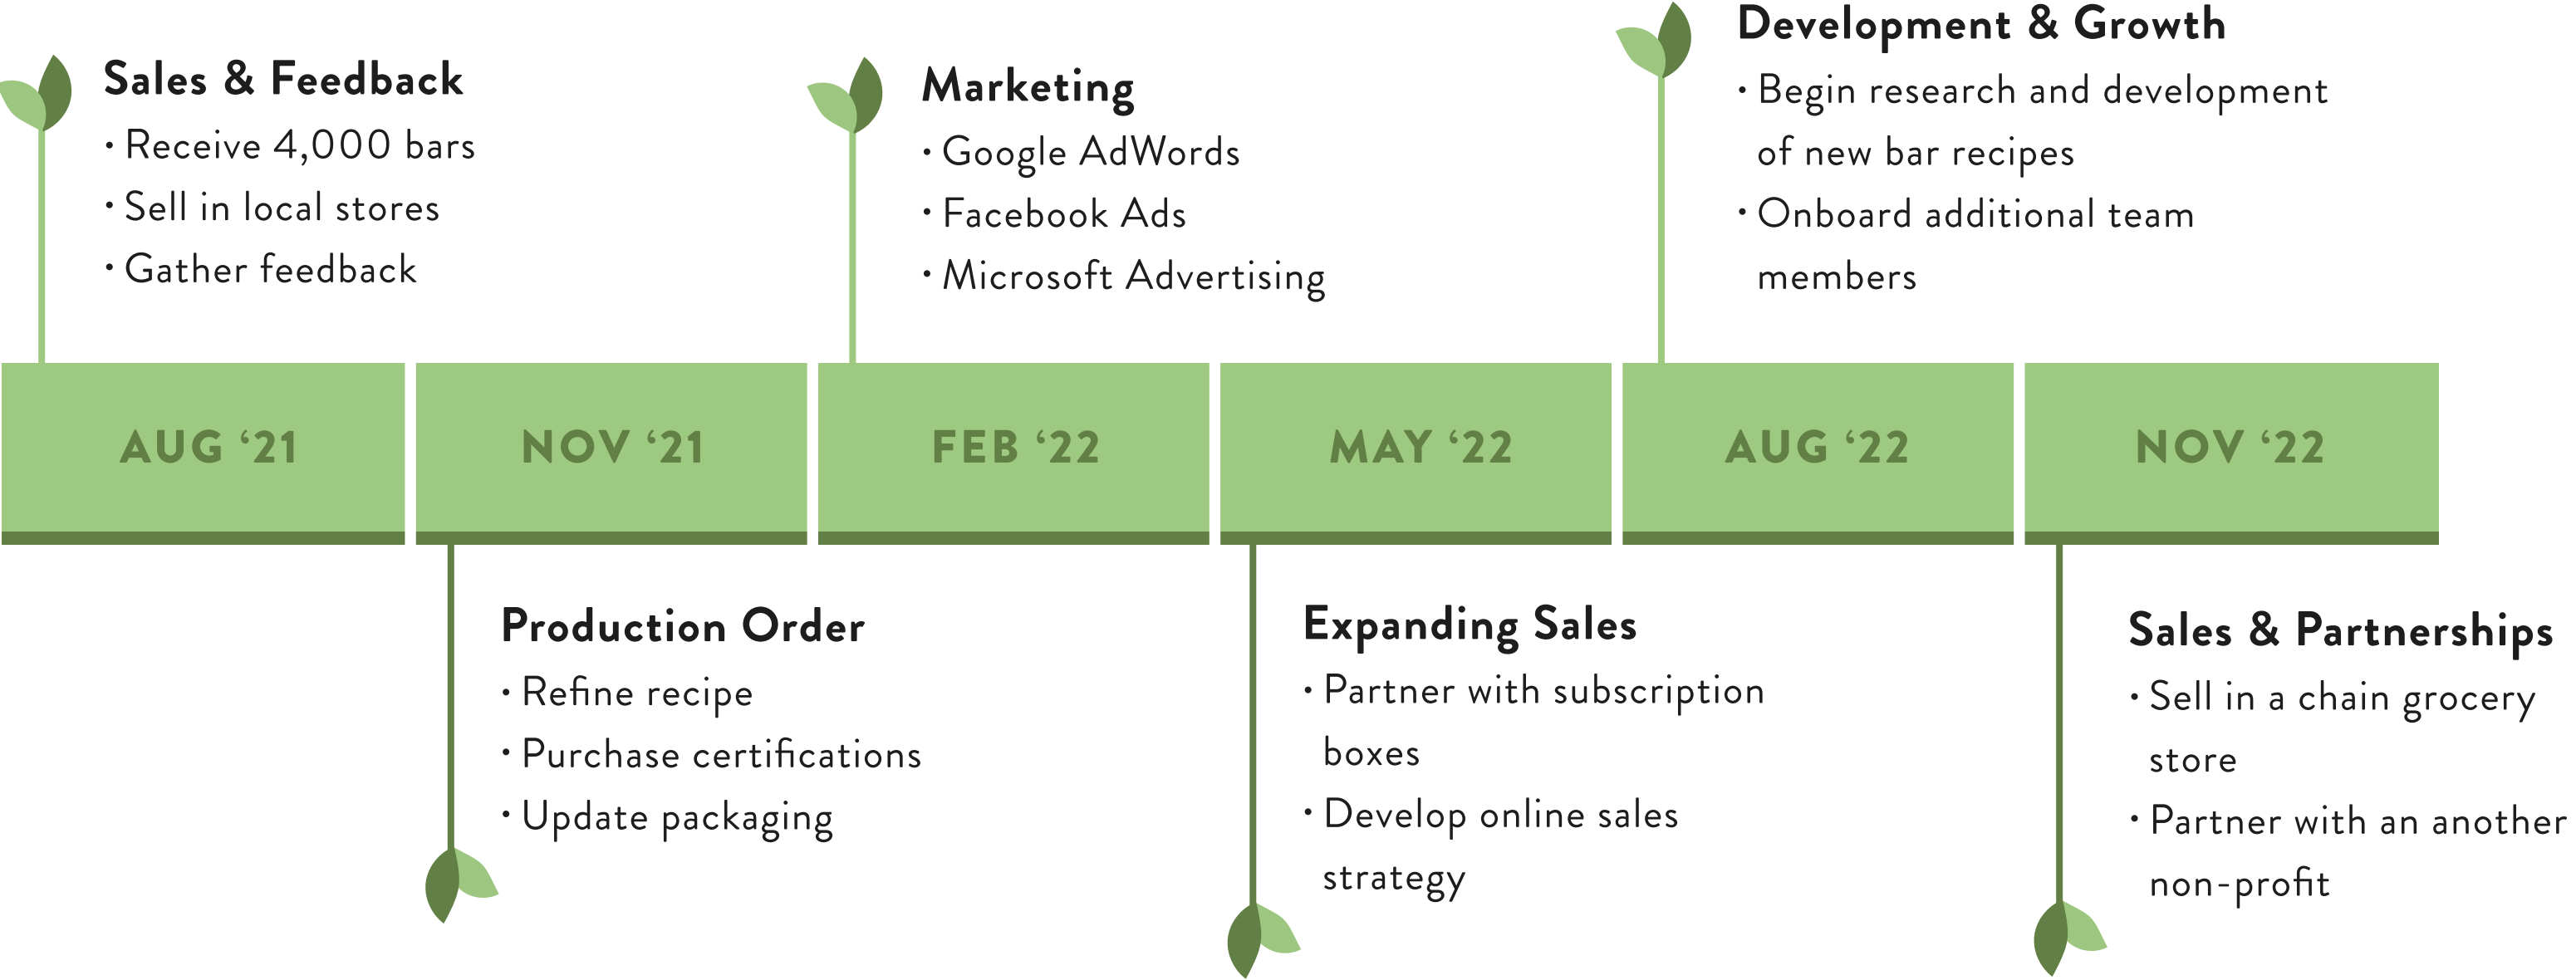 Sales & Feedback
· Receive 4,000 bars
· Sell in local stores
· Gather feedback
Marketing
· Google AdWords
· Facebook Ads
· Microsoft Advertising
Development & Growth
· Begin research and development
of new bar recipes
· Onboard additional team
members
AUG ‘21
NOV ‘21
FEB ‘22
MAY ‘22
AUG ‘22
NOV ‘22
Production Order
· Refine recipe
· Purchase certifications
· Update packaging
Expanding Sales
· Partner with subscription
boxes
· Develop online sales
strategy
Sales & Partnerships
· Sell in a chain grocery
store
· Partner with an another
non-profit